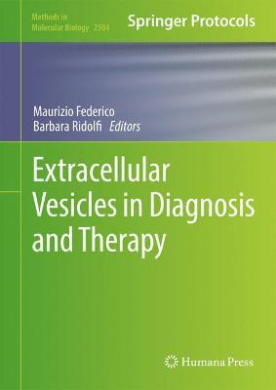 Methods in
Molecular Biology 2504
Springer Protocols
Maurizio Federico
Barbara Ridolfi Editors
Extracellular
Vesicles in Diagnosis
and Therapy
Humana Press